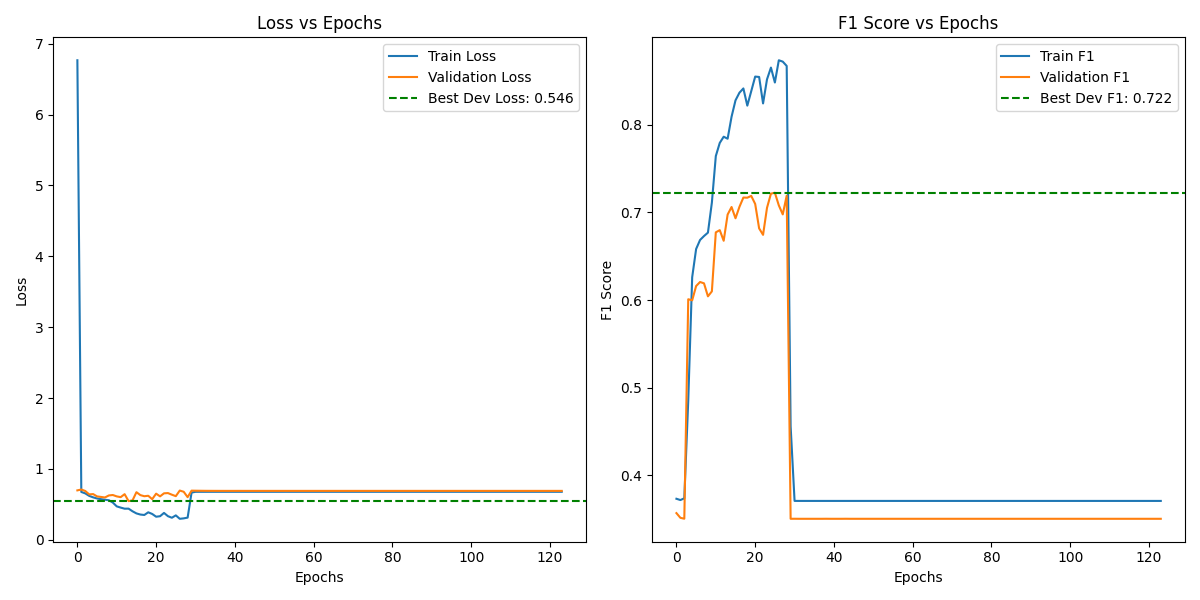 Loss vs Epochs
7
6
5
4
3
2
1
0
Loss
0 20 40 60 80 100 120
Epochs
Train Loss
Validation Loss
Best Dev Loss: 0.546
F1 Score vs Epochs
0.8
0.7
0.6
0.5
0.4
F1 Score
0 20 40 60 80 100 120
Epochs
Train F1
Validation F1
Best Dev F1: 0.722